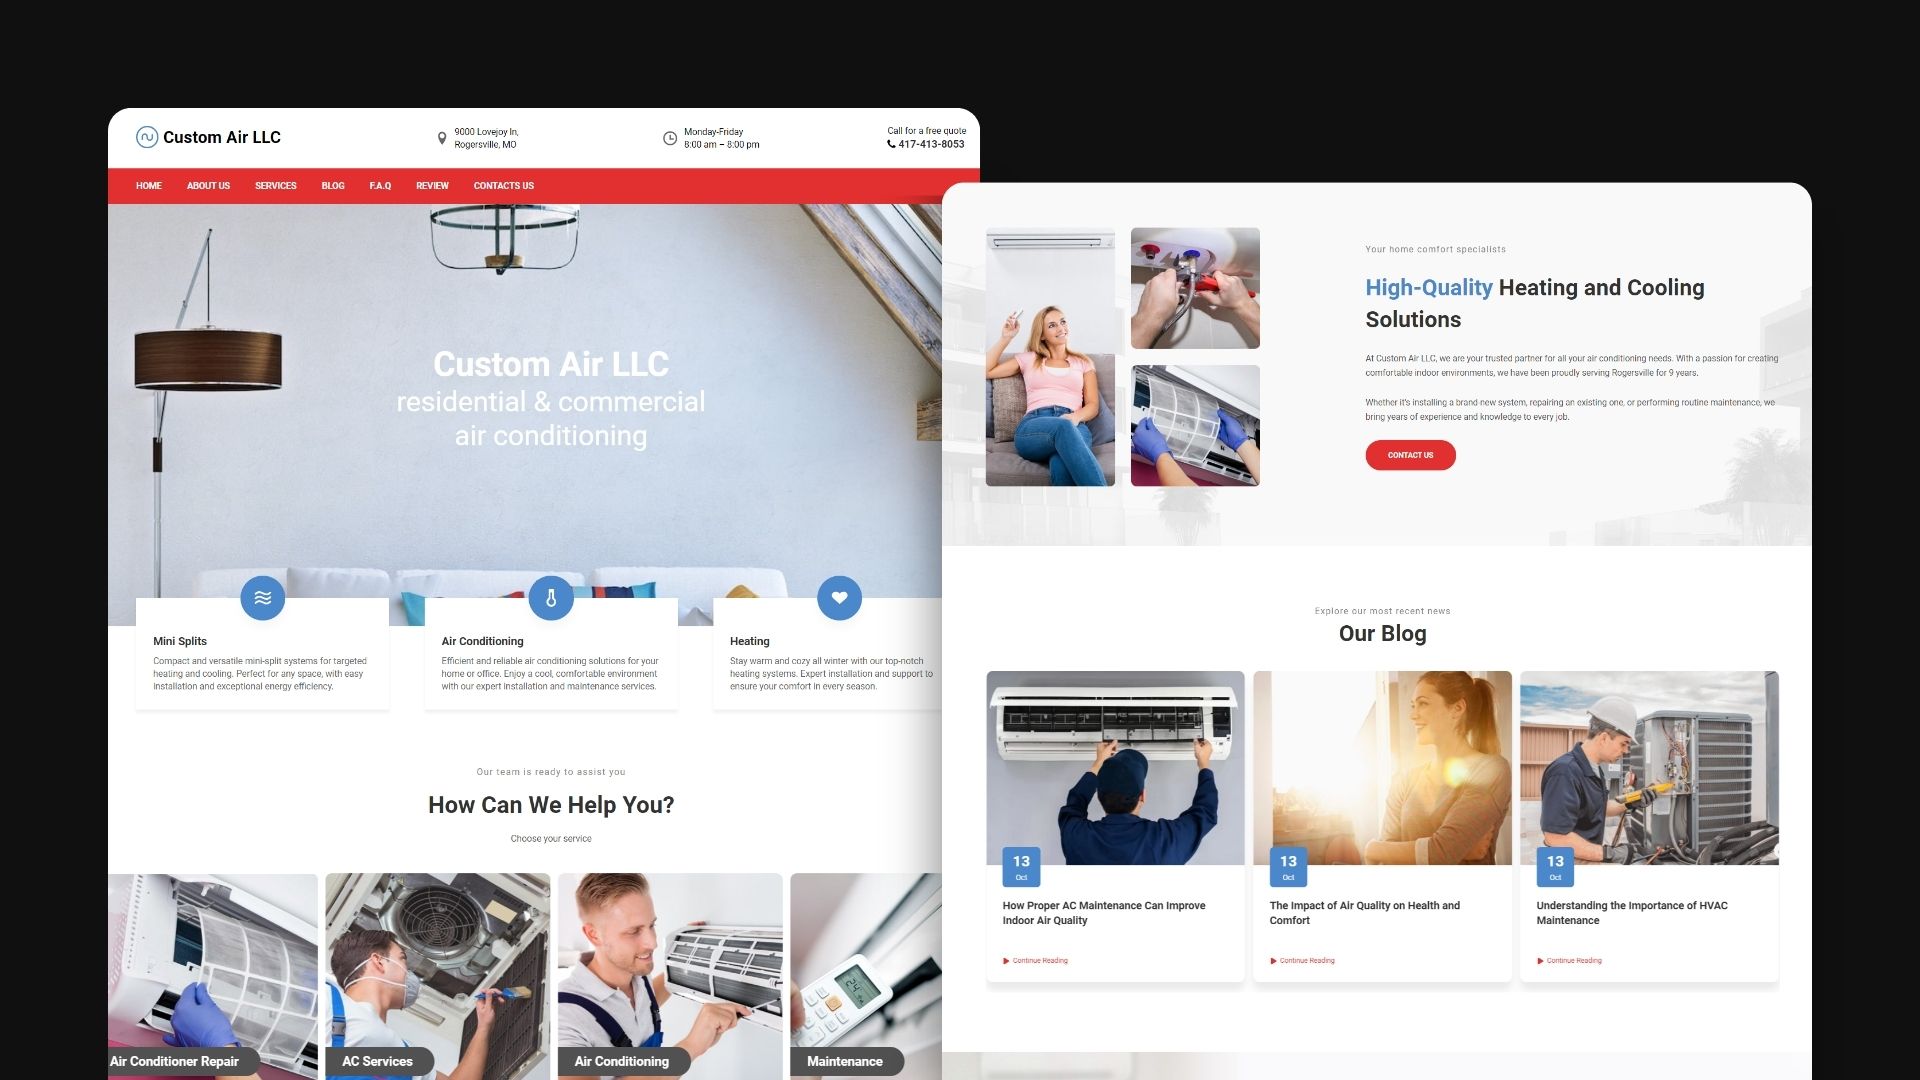 Custom Air LLC
9000 Lovejoy ln,
Rogersville, MO
Monday-Friday
8:00 am – 8:00 pm
Call for a free quote
417-413-8053
HOME ABOUT US SERVICES BLOG F.A.Q REVIEW CONTACTS US
Custom Air LLC
residential & commercial
air conditioning
Mini Splits
Compact and versatile mini-split systems for targeted
heating and cooling. Perfect for any space, with easy
installation and exceptional energy efficiency.
Air Conditioning
Efficient and reliable air conditioning solutions for your
home or office. Enjoy a cool, comfortable environment
with our expert installation and maintenance services.
Heating
Stay warm and cozy all winter with our top-notch
heating systems. Expert installation and support to
ensure your comfort in every season.
Our team is ready to assist you
How Can We Help You?
Choose your service
Air Conditioner Repair
AC Services
Air Conditioning
24
Maintenance
Your home comfort specialists
High-Quality Heating and Cooling
Solutions
At Custom Air LLC, we are your trusted partner for all your air conditioning needs. With a passion for creating
comfortable indoor environments, we have been proudly serving Rogersville for 9 years.
Whether it's installing a brand-new system, repairing an existing one, or performing routine maintenance, we
bring years of experience and knowledge to every job.
CONTACT US
Explore our most recent news
Our Blog
13
Oct
How Proper AC Maintenance Can Improve
Indoor Air Quality
Continue Reading
13
Oct
The Impact of Air Quality on Health and
Comfort
Continue Reading
13
Oct
Understanding the Importance of HVAC
Maintenance
Continue Reading